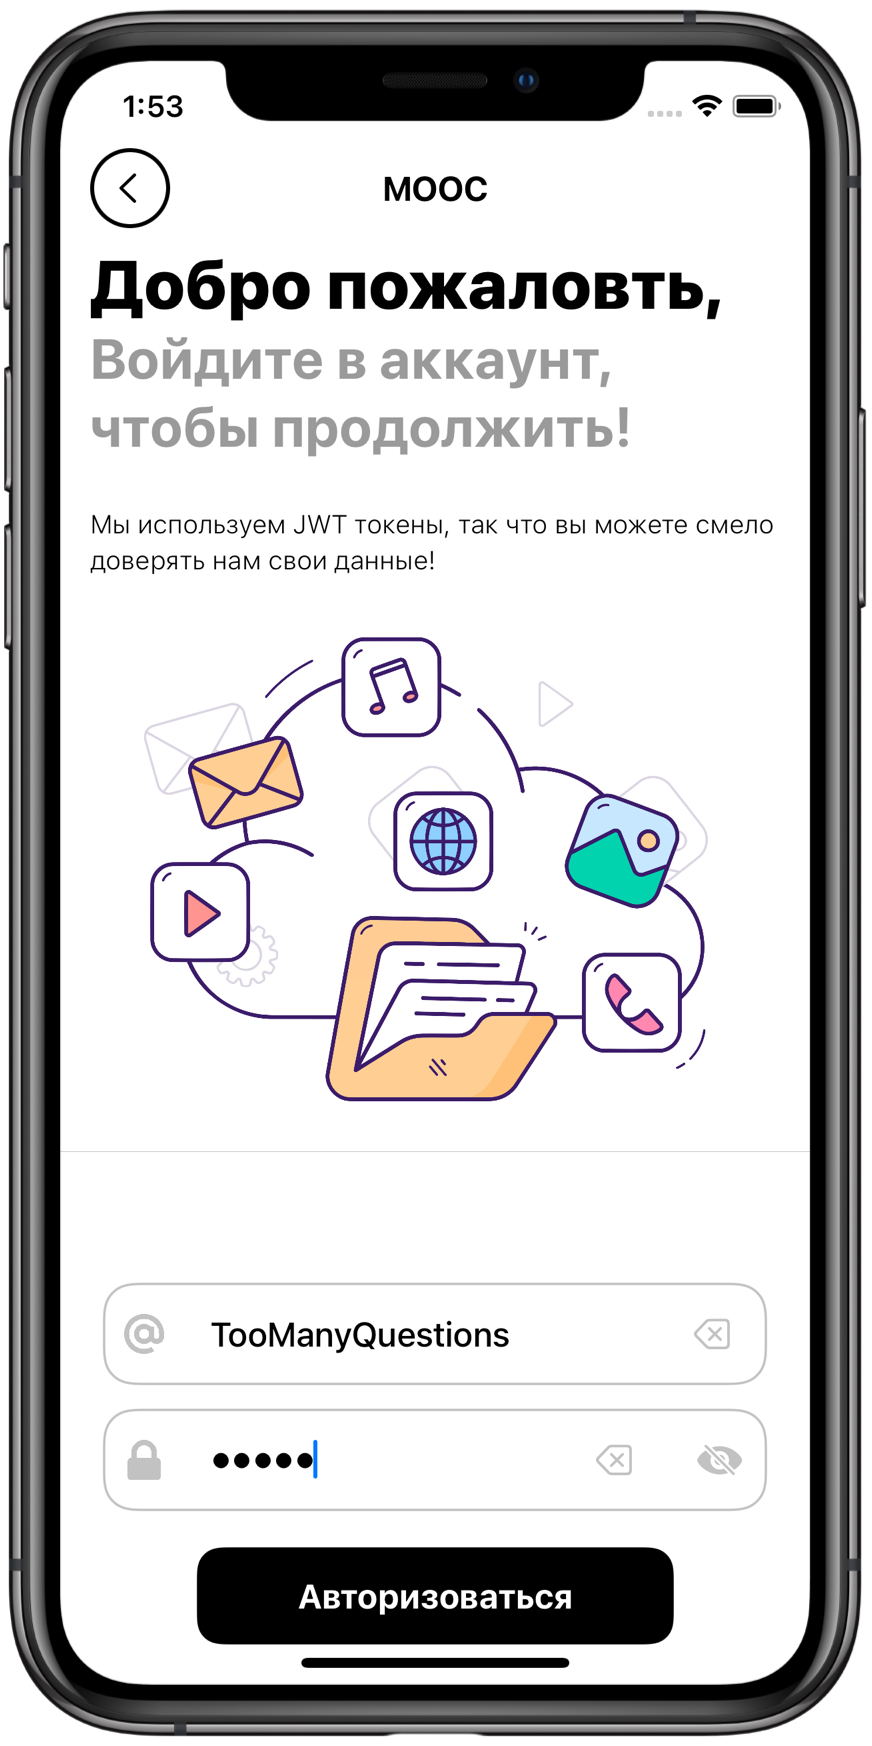 1:53
MOOC
Добро пожаловть,
Войдите в аккаунт,
чтобы продолжить!
Мы используем JWT токены, так что вы можете смело
доверять нам свои данные!
@ TooManyQuestions
•••••
Авторизоваться